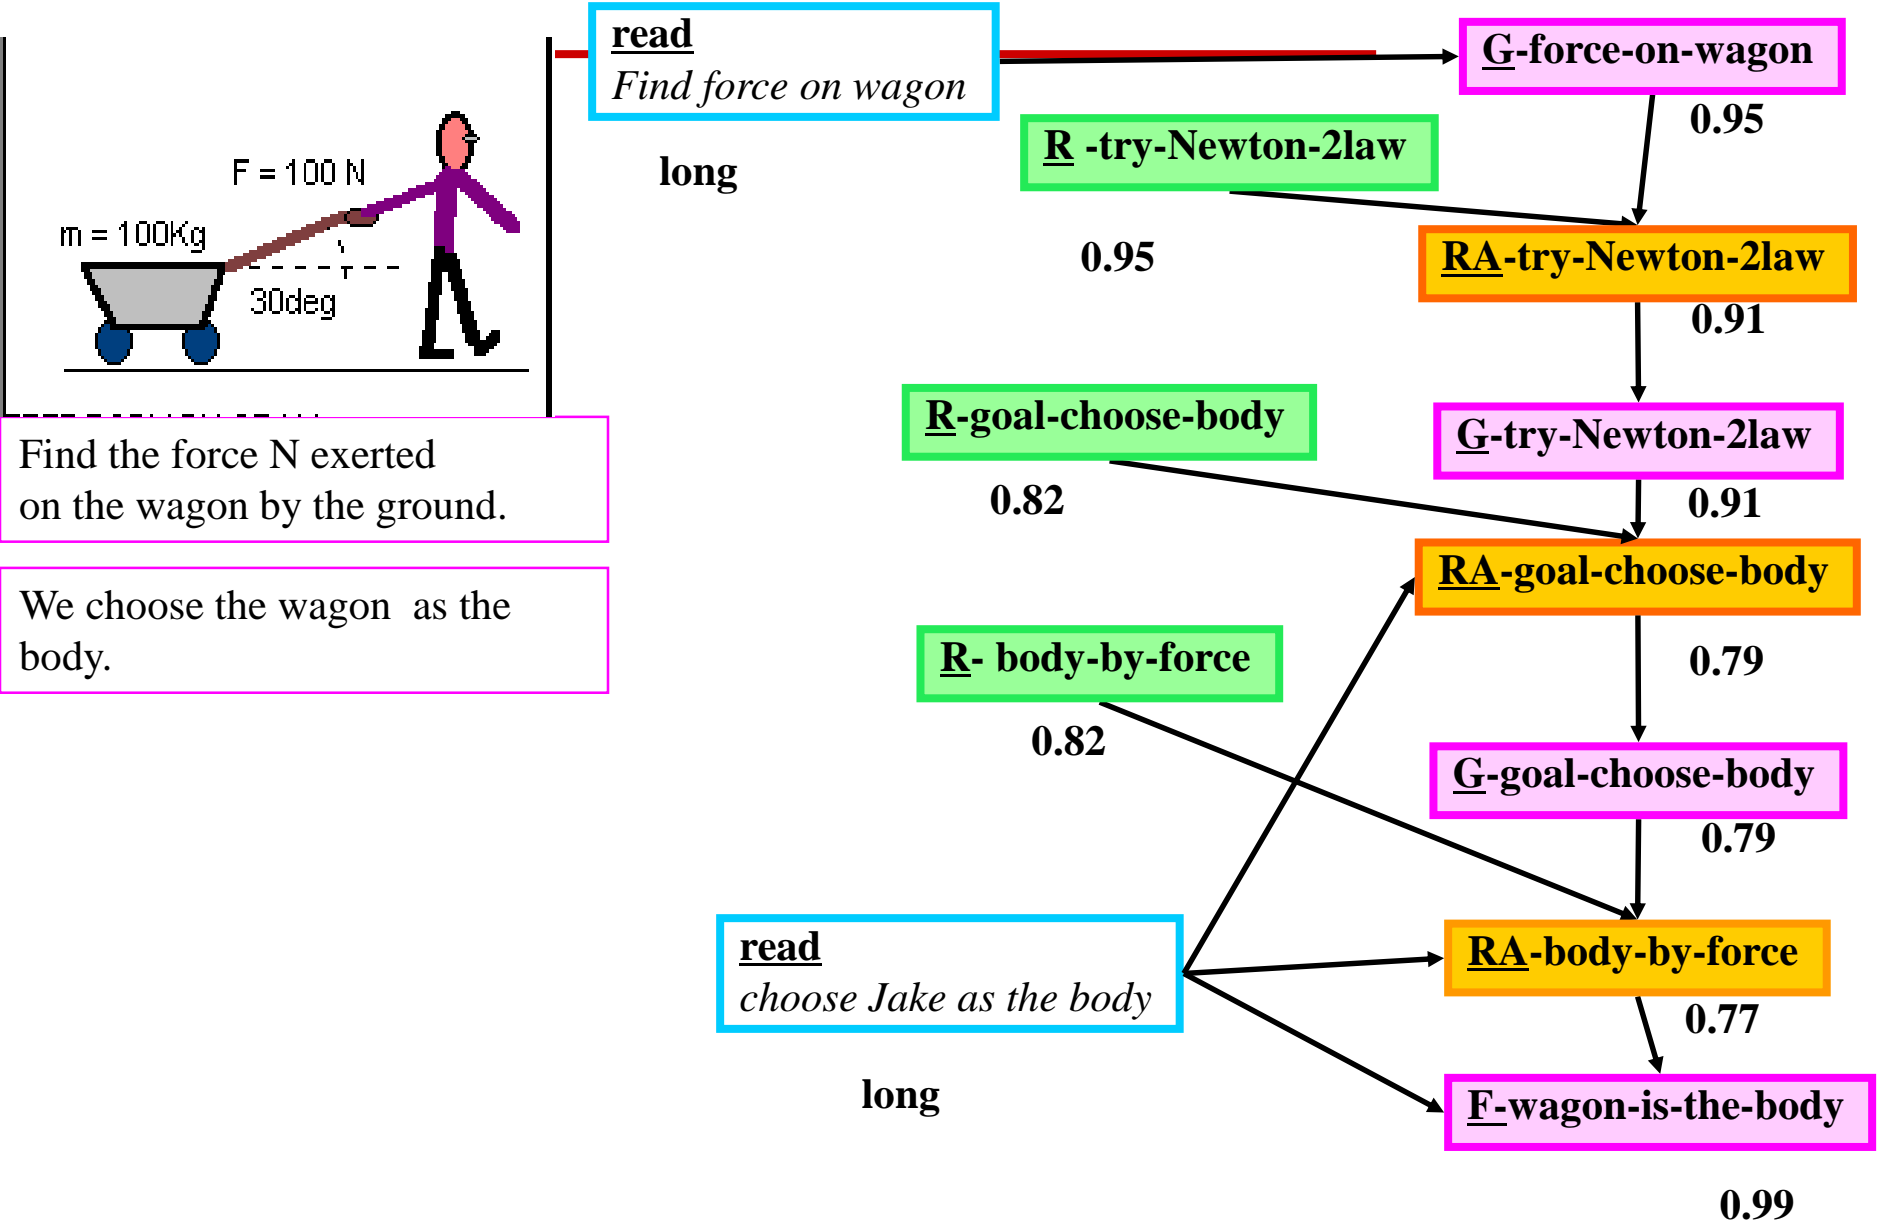 read
Find force on wagon
G-force-on-wagon
0.95
R -try-Newton-2law
long
F = 100 N
m = 100Kg
30deg
0.95
RA-try-Newton-2law
0.91
R-goal-choose-body
G-try-Newton-2law
0.82
0.91
Find the force N exerted
on the wagon by the ground.
RA-goal-choose-body
We choose the wagon as the
body.
R- body-by-force
0.79
0.82
G-goal-choose-body
0.79
read
choose Jake as the body
RA-body-by-force
0.77
long
F-wagon-is-the-body
0.99